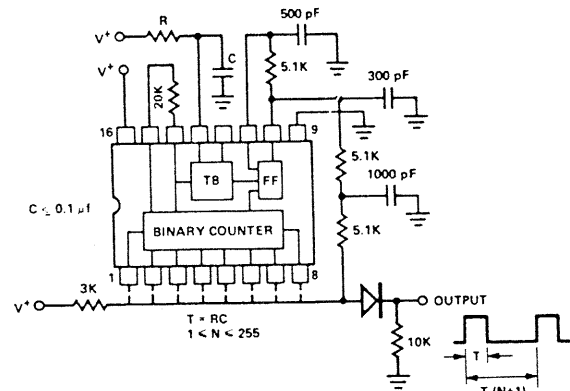 500 pF
R
V+
C
5.1K
300 pF
V+
20K
16
9
5.1K
TB
FF
1000 pF
C ≤ 0.1 µf
BINARY COUNTER
5.1K
1
8
V+
3K
T = RC
1 ≤ N ≤ 255
OUTPUT
10K
T
T (N+1)